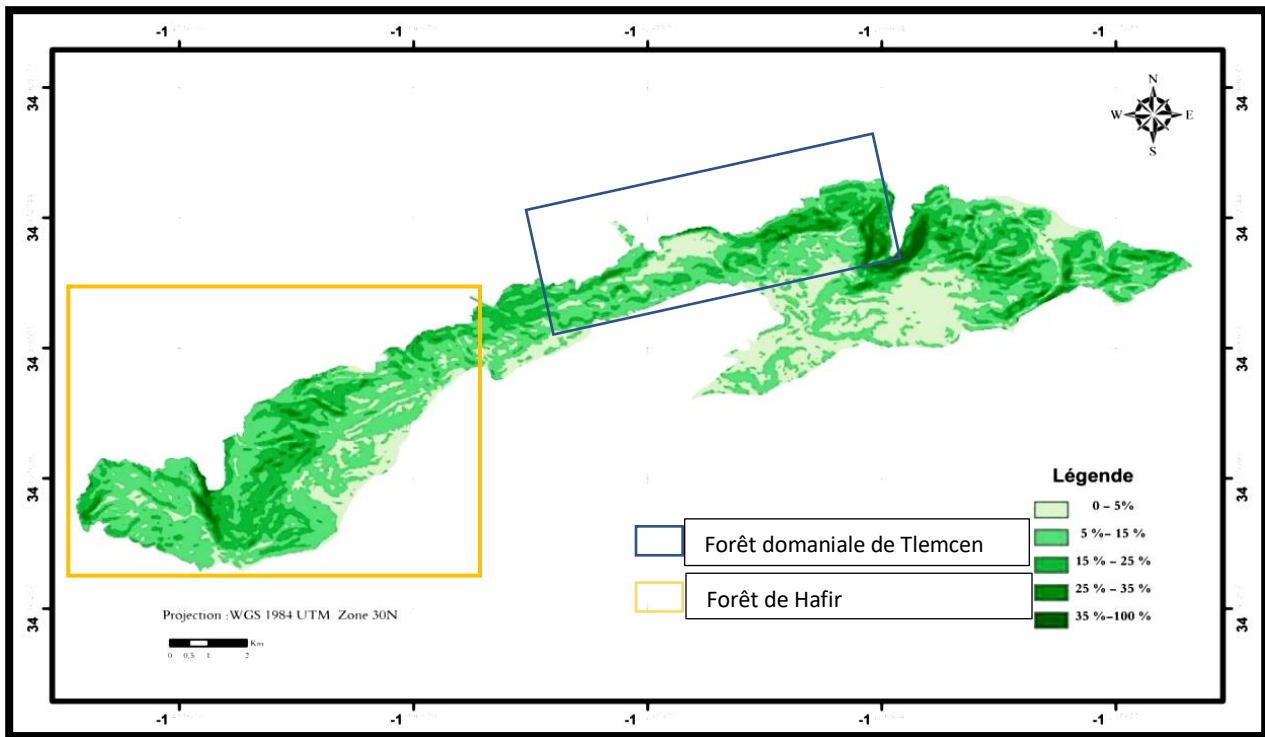 -1 -1 -1 -1 -1
34 34
N
W E
S
34 34
34 34
Légende
0 – 5%
34 34
5 %– 15 %
Forêt domaniale de Tlemcen
15 % – 25 %
25 % – 35 %
Forêt de Hafir
35 %–100 %
Projection :WGS 1984 UTM Zone 30N
34 34
Km
0 0,5 1 2
-1 -1 -1 -1 -1